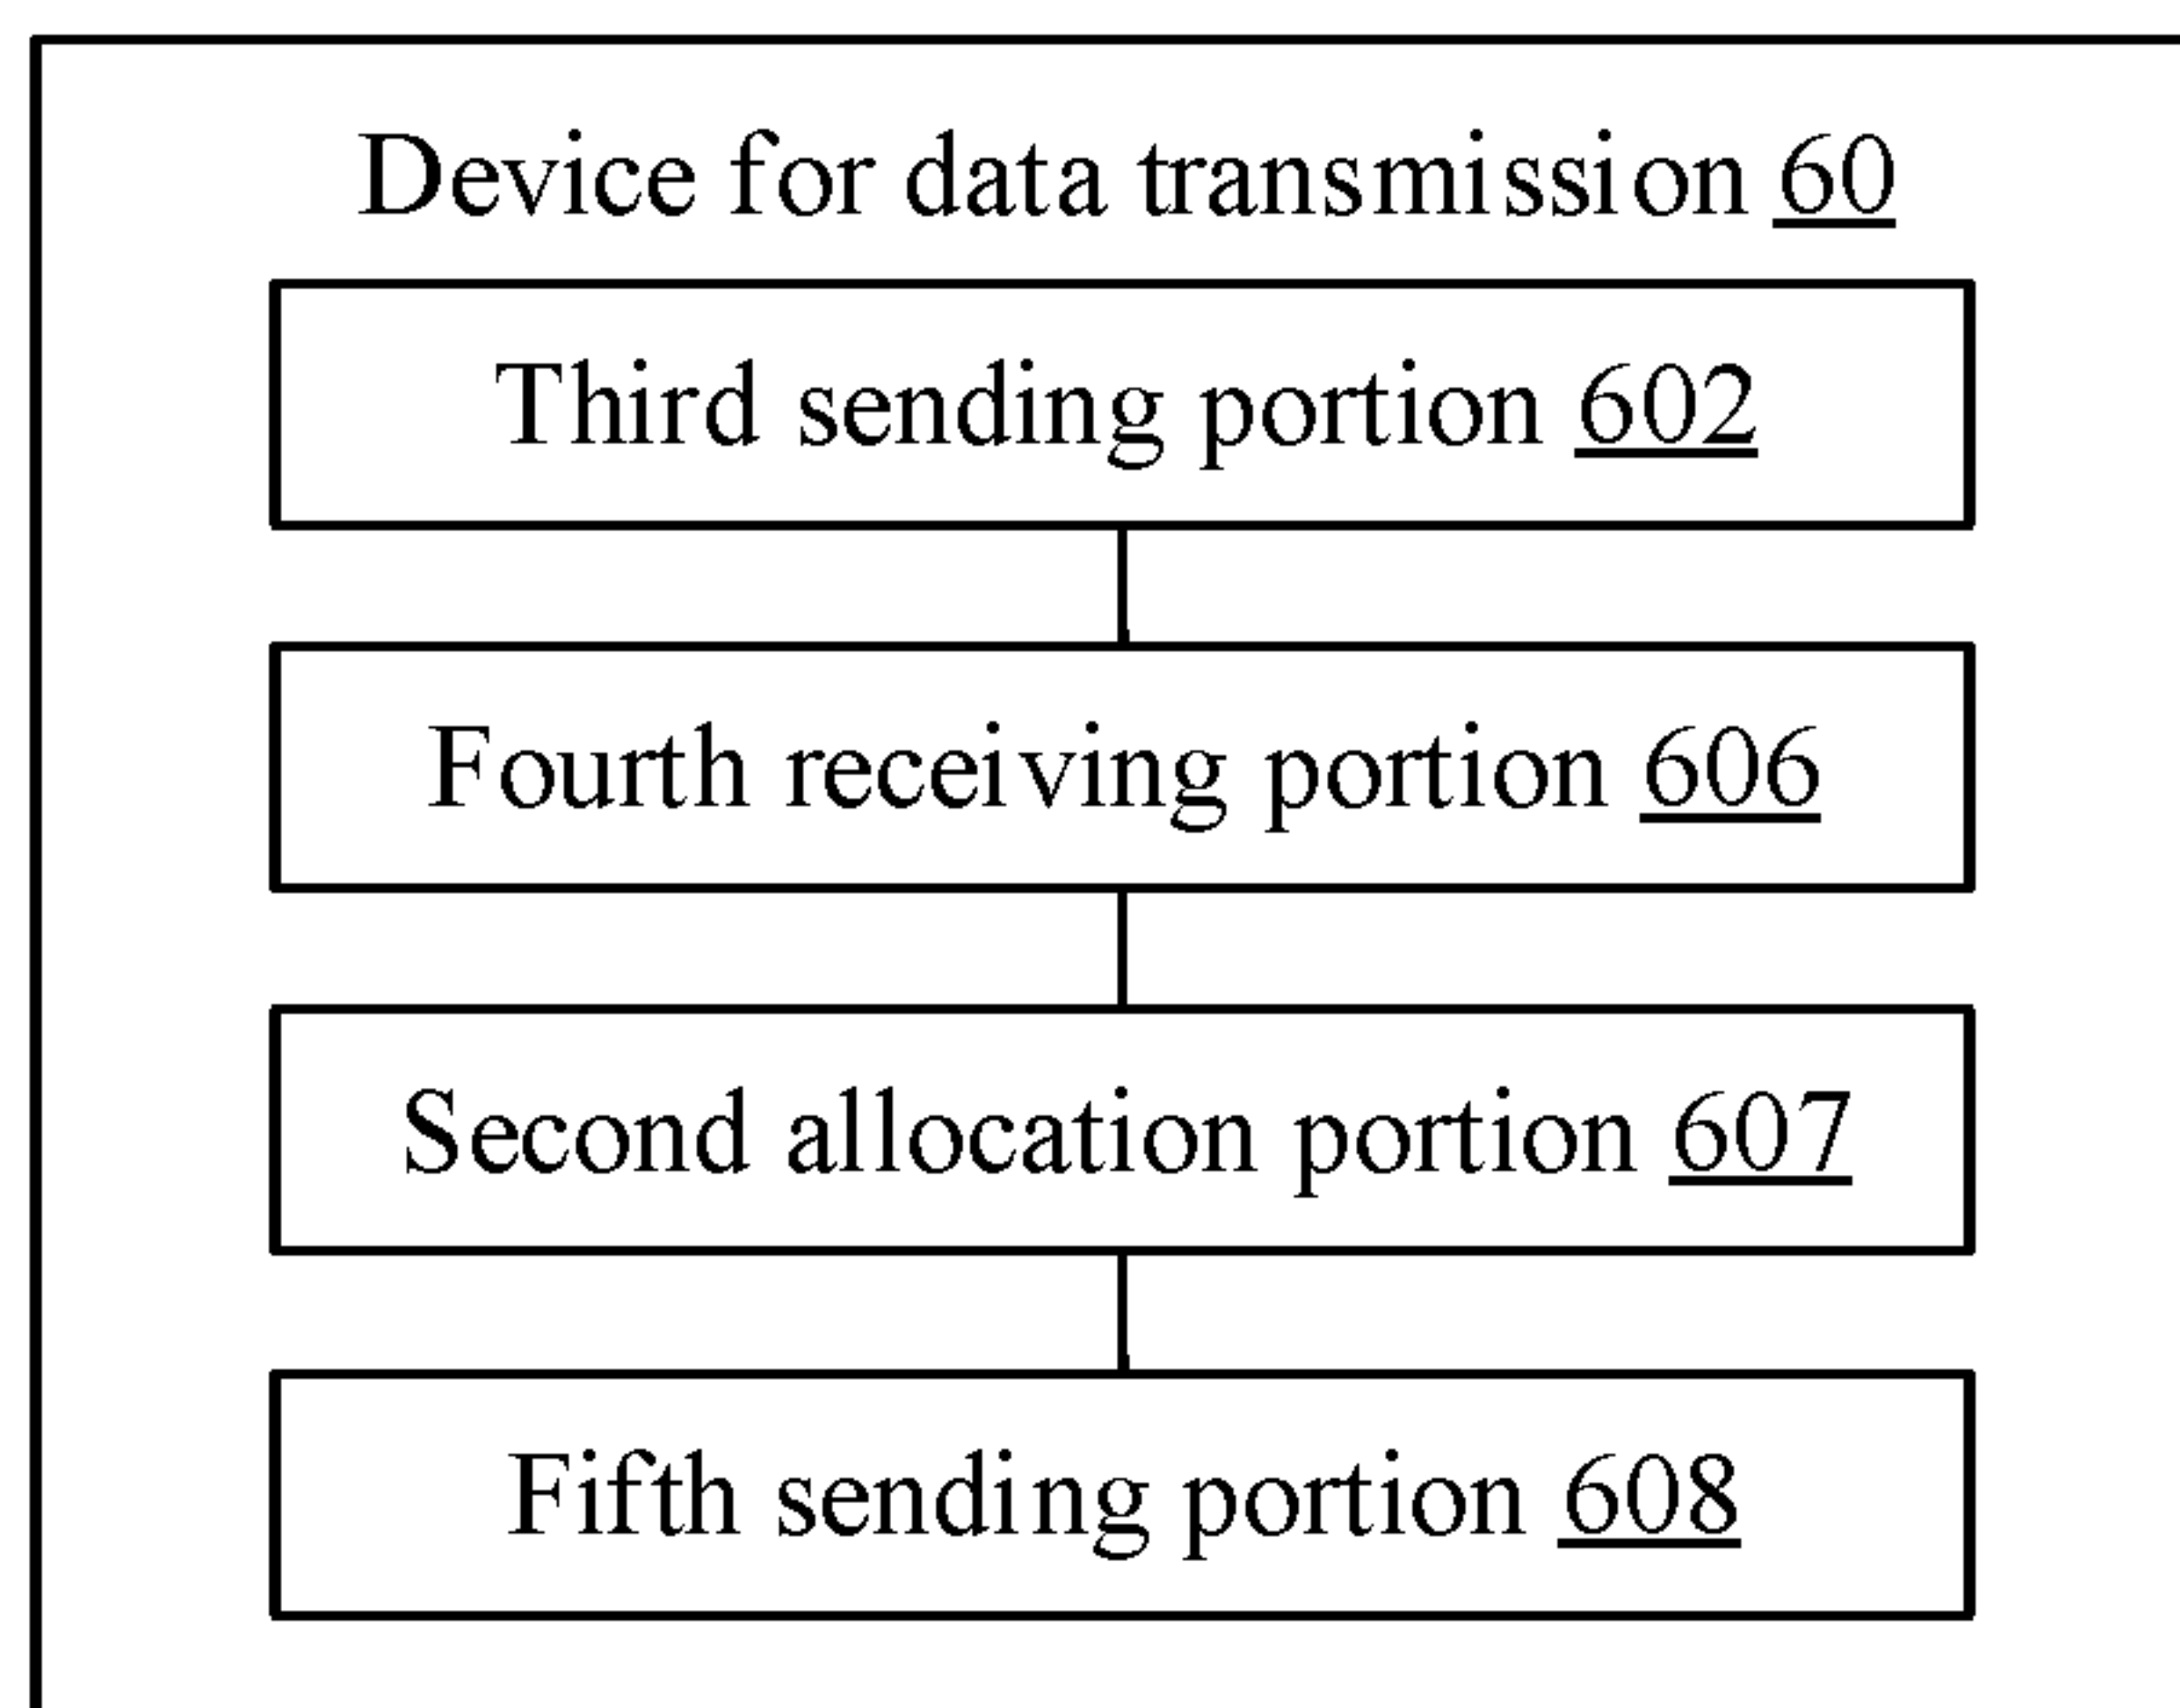 Device for data transmission 60
Third sending portion 602
Fourth receiving portion 606
Second allocation portion 607
Fifth sending portion 608